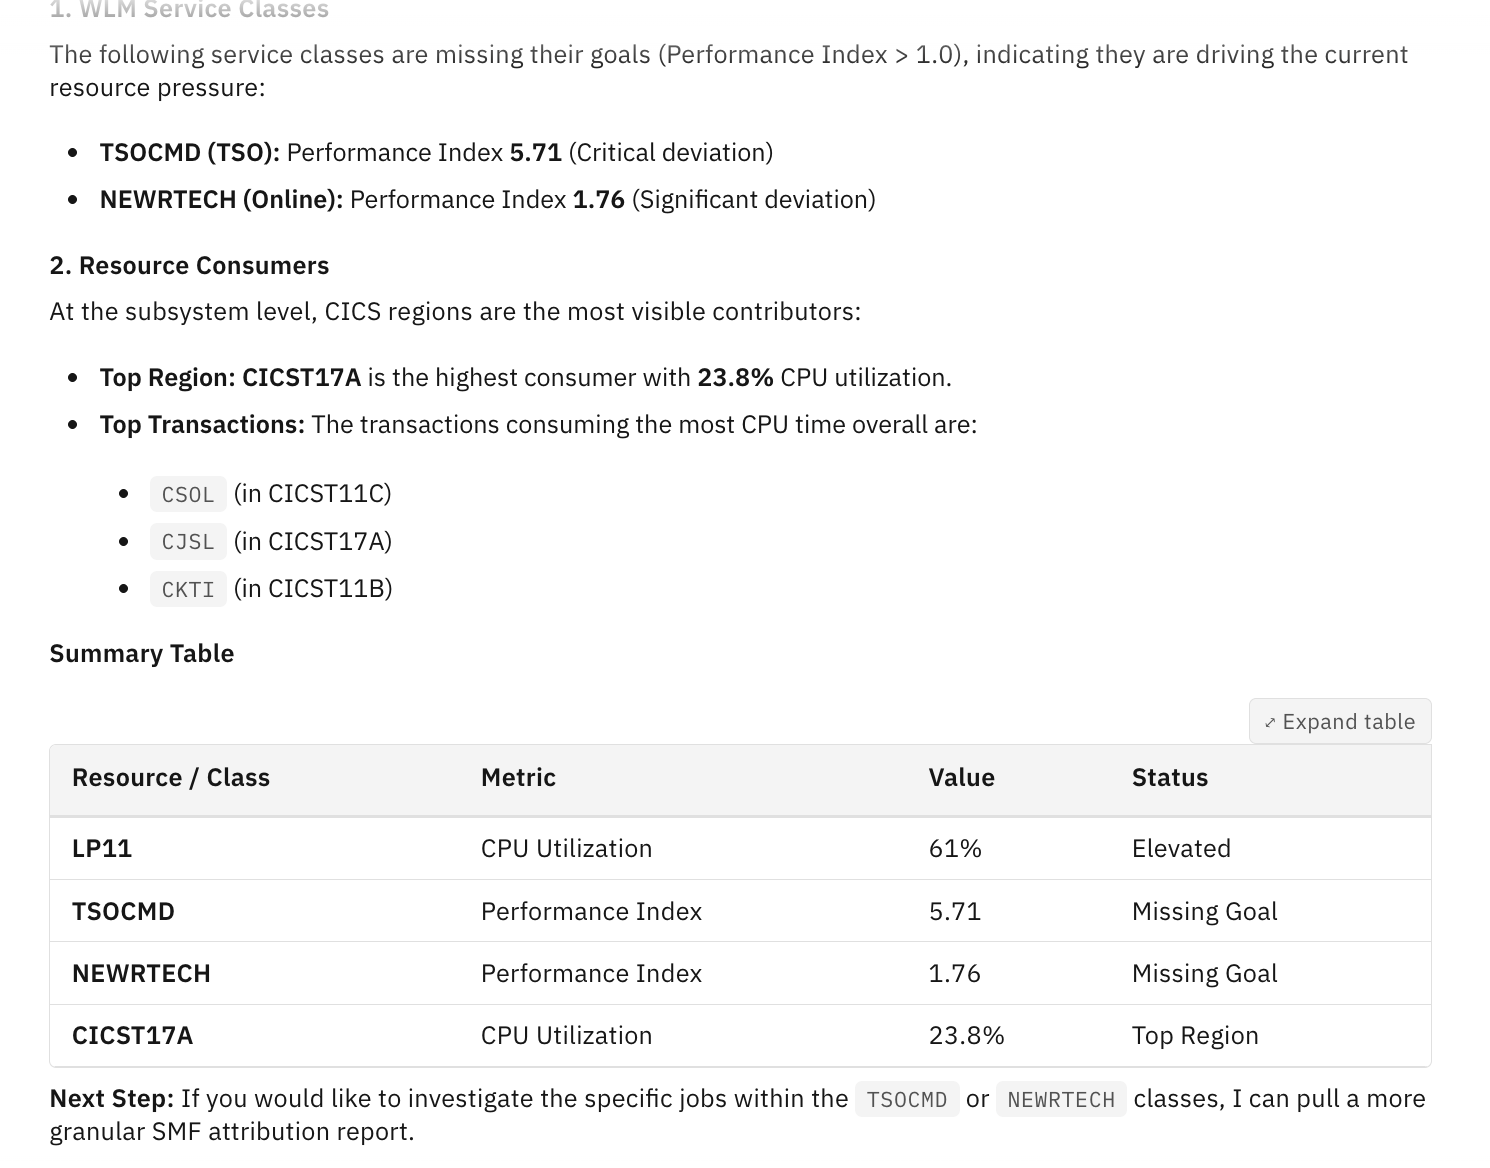 1. WLM Service Classes
The following service classes are missing their goals (Performance Index > 1.0), indicating they are driving the current
resource pressure:
• TSOCMD (TSO): Performance Index 5.71 (Critical deviation)
• NEWRTECH (Online): Performance Index 1.76 (Significant deviation)
2. Resource Consumers
At the subsystem level, CICS regions are the most visible contributors:
• Top Region: CICST17A is the highest consumer with 23.8% CPU utilization.
• Top Transactions: The transactions consuming the most CPU time overall are:
• CSOL (in CICST11C)
• CJSL (in CICST17A)
• CKTI (in CICST11B)
Summary Table
⤢ Expand table
Resource / Class Metric Value Status
LP11 CPU Utilization 61% Elevated
TSOCMD Performance Index 5.71 Missing Goal
NEWRTECH Performance Index 1.76 Missing Goal
CICST17A CPU Utilization 23.8% Top Region
Next Step: If you would like to investigate the specific jobs within the TSOCMD or NEWRTECH classes, I can pull a more
granular SMF attribution report.